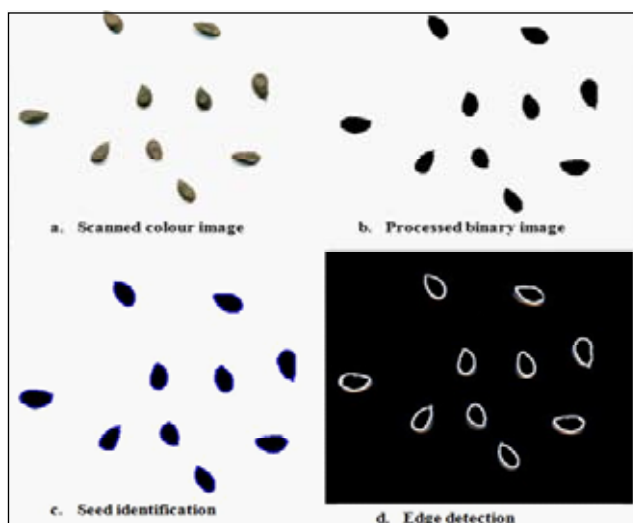 a. Scanned colour image
b. Processed binary image
c. Seed identification
d. Edge detection